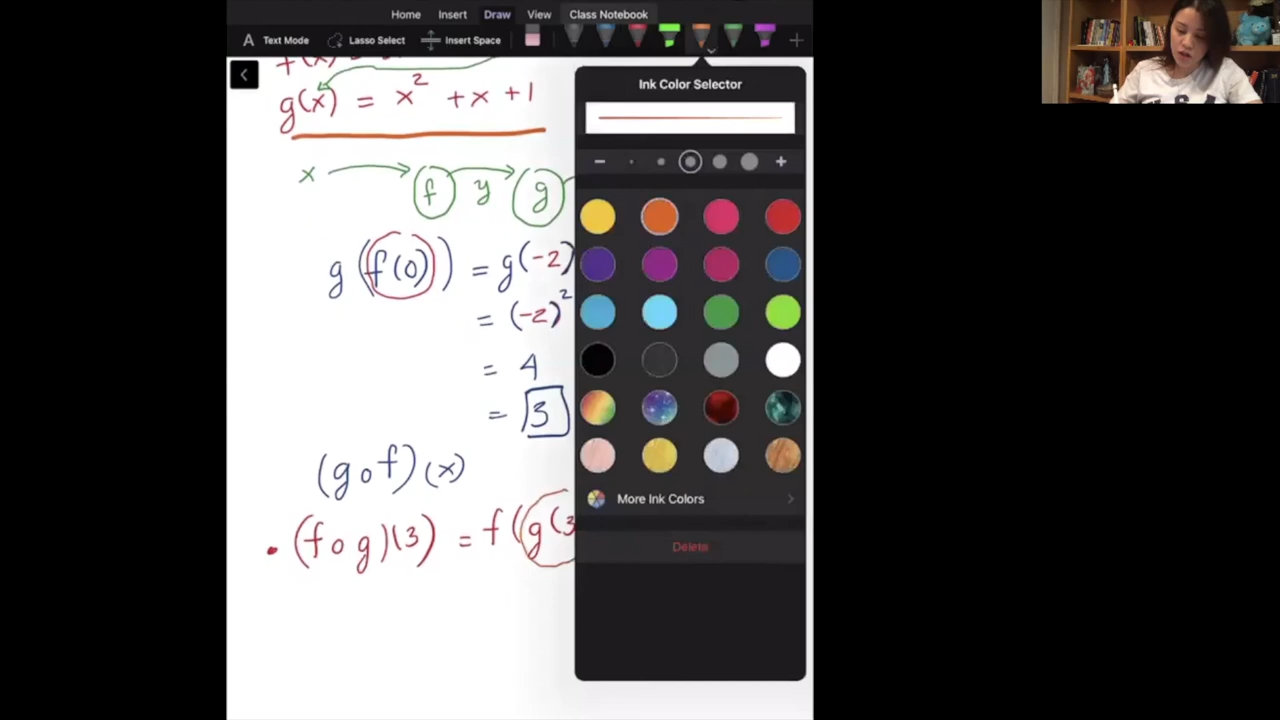 Home Insert Draw View Class Notebook
A Text Mode Lasso Select Insert Space
Ink Color Selector
g(x) = x² + x + 1
x f y g
g(f(0)) = g(-2)
= (-2)²
= 4
= 3
(g∘f)(x)
• (f∘g)(3) = f(g(3
More Ink Colors
Delete